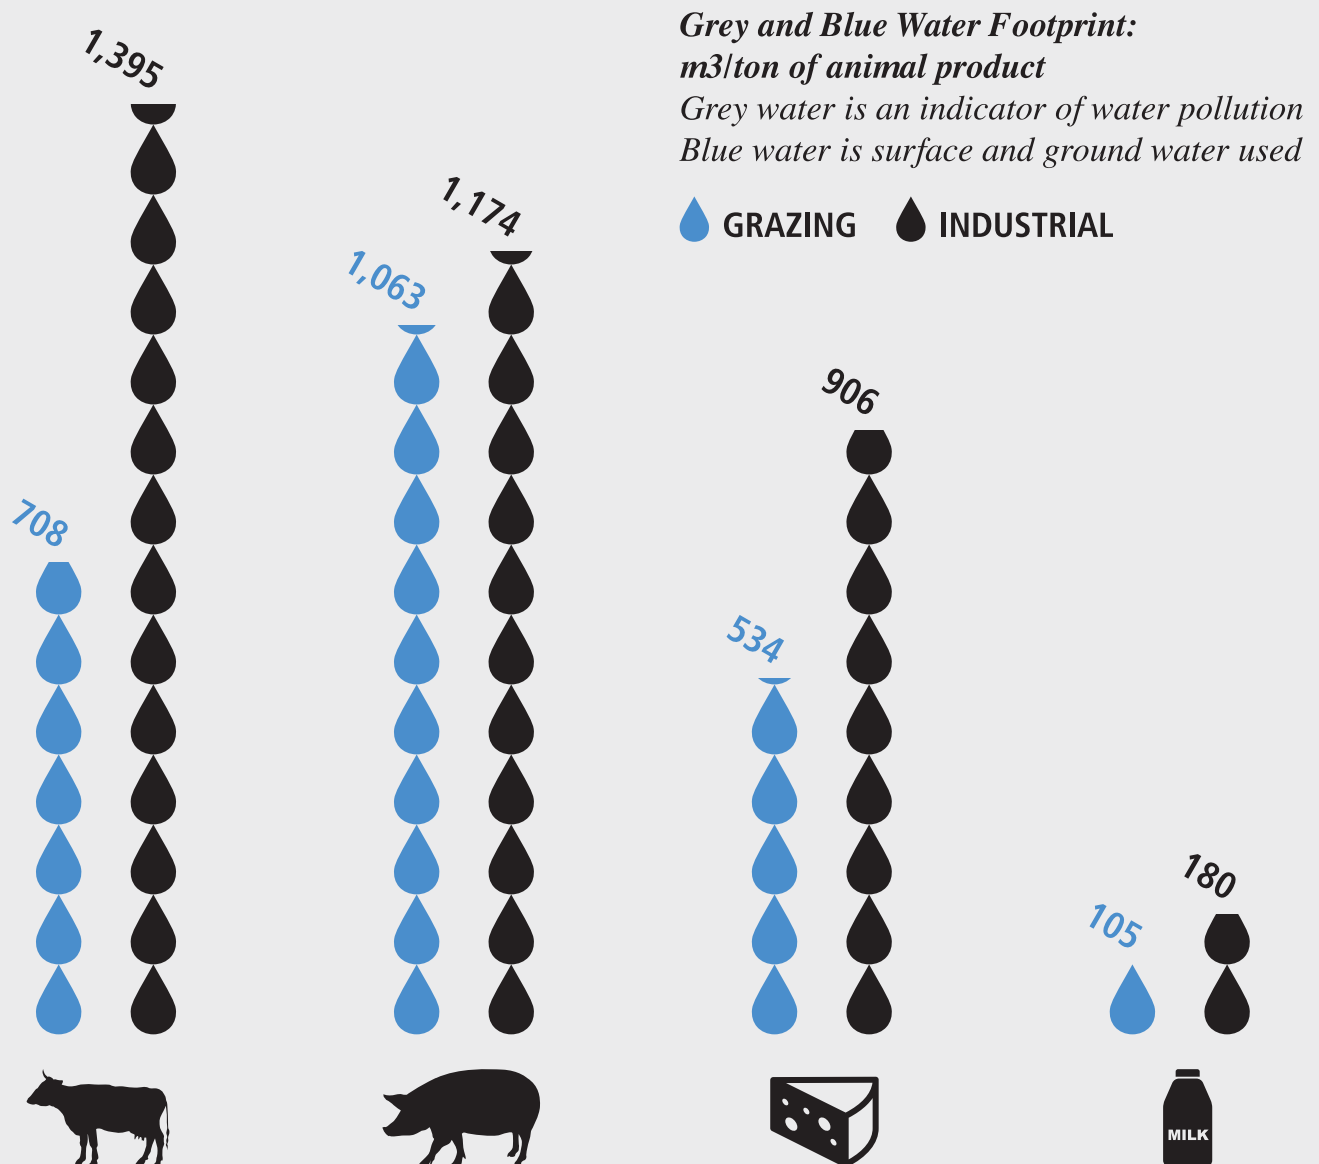 Grey and Blue Water Footprint:
m3/ton of animal product
Grey water is an indicator of water pollution
Blue water is surface and ground water used
GRAZING INDUSTRIAL
1,395
1,174
1,063
906
708
534
180
105
MILK